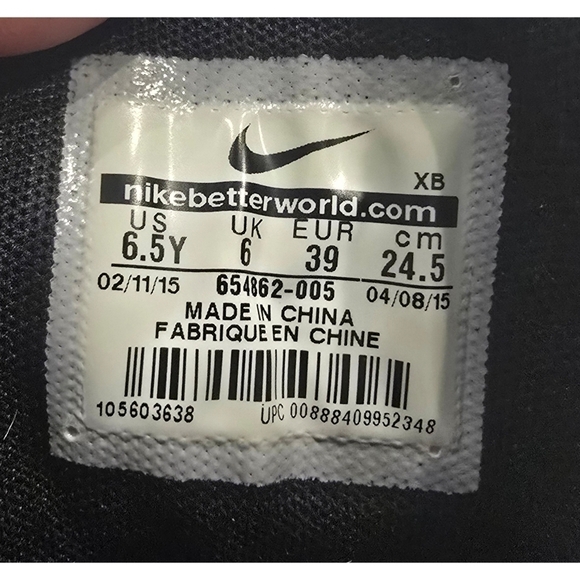 XB
nikebetterworld.com
US UK EUR cm
6.5Y 6 39 24.5
02/11/15 654862-005 04/08/15
MADE IN CHINA
FABRIQUE EN CHINE
105603638 UPC 00888409952348